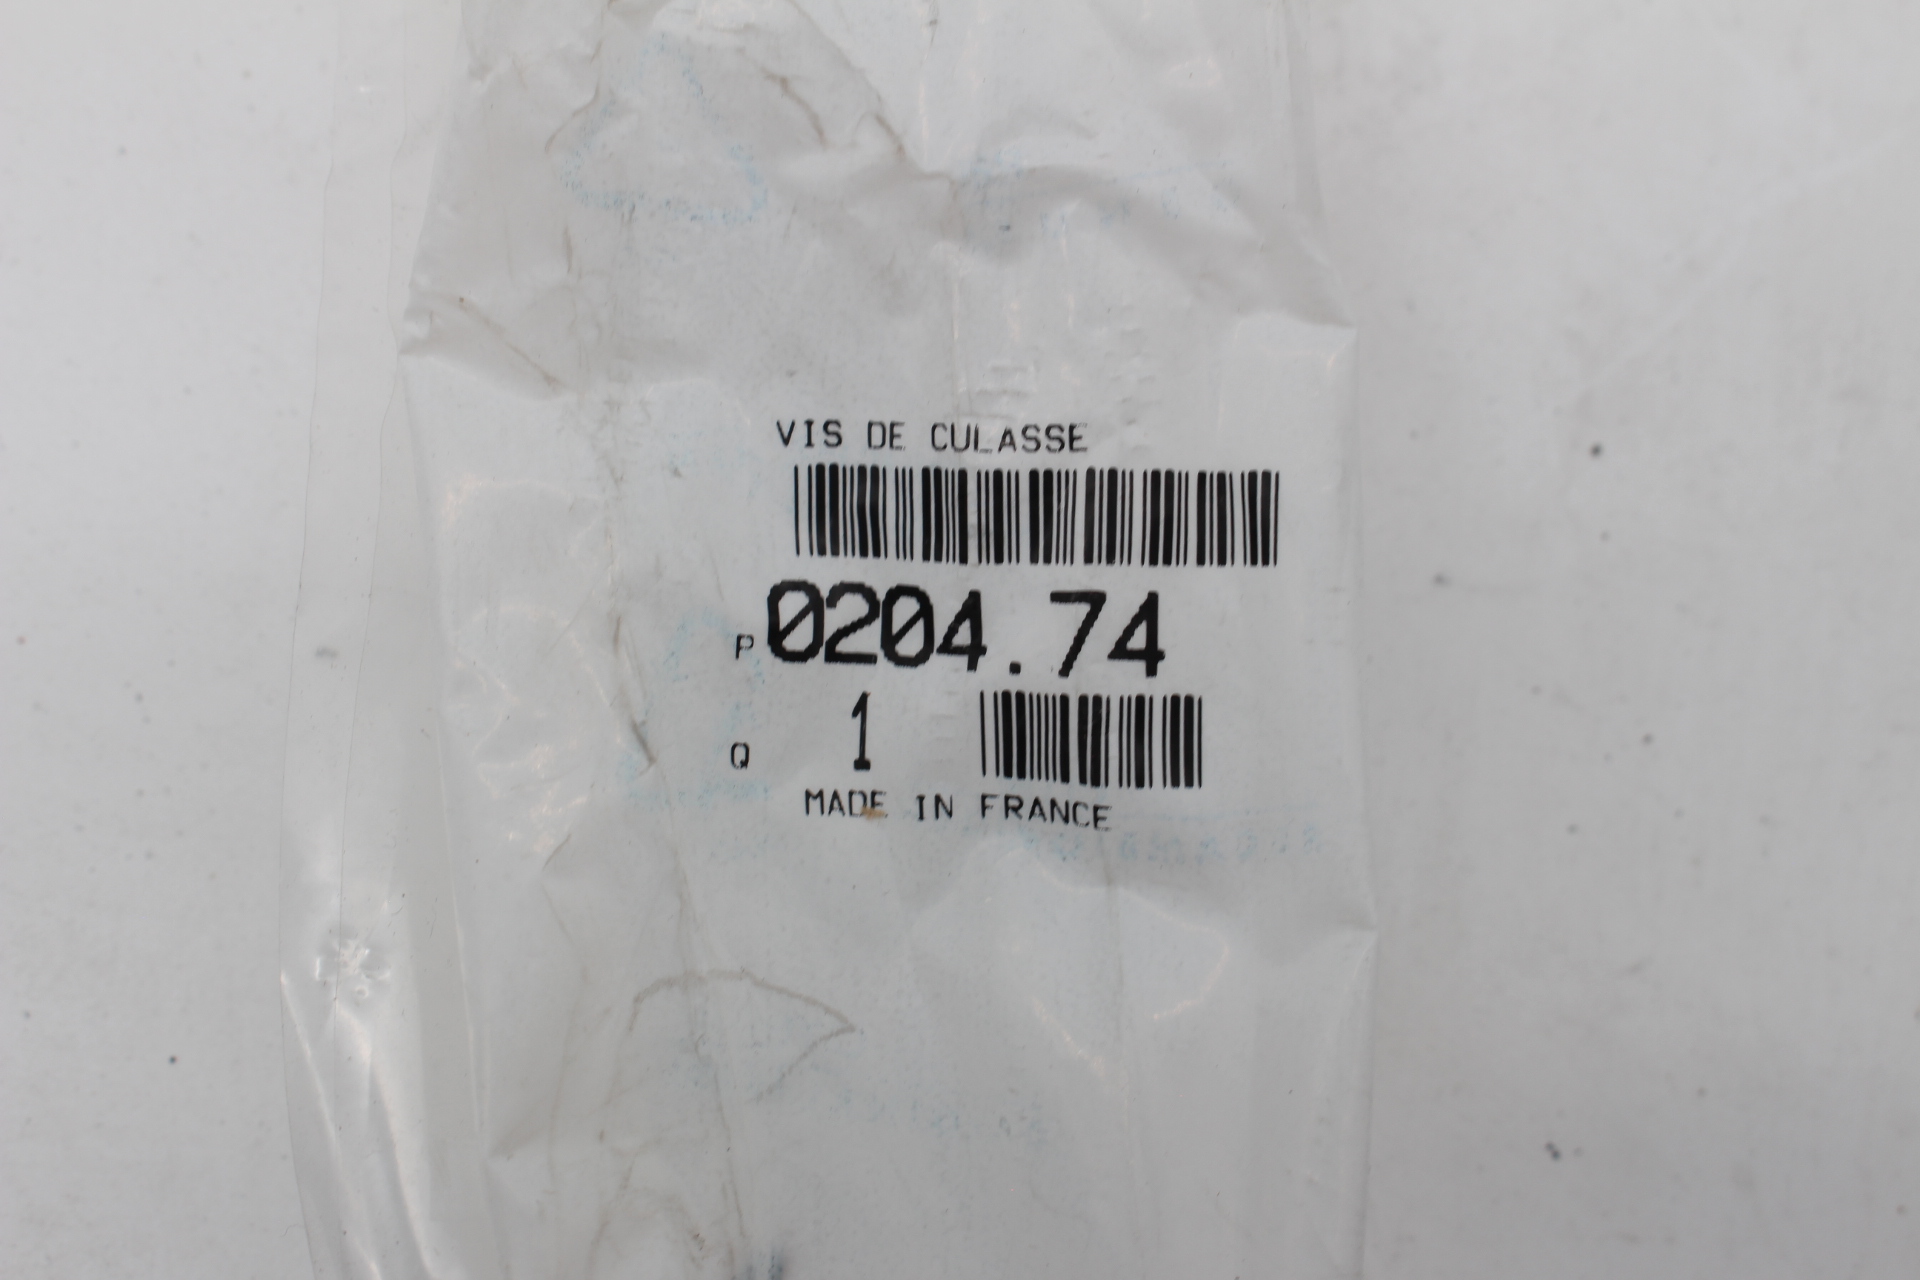 VIS DE CULASSE
P 0204.74
Q 1
MADE IN FRANCE